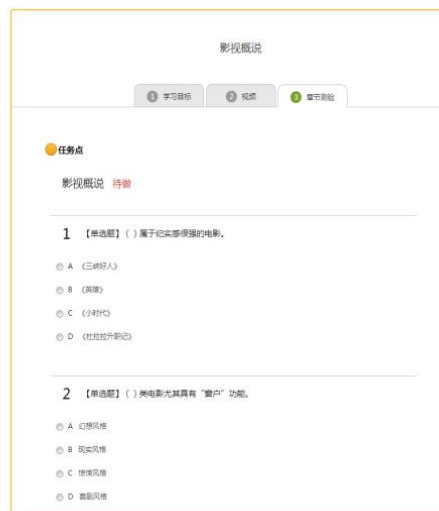 影视概说
1 学习目标 2 视频 3 章节测验
任务点
影视概说 待做
1 【单选题】（ ）属于纪实感很强的电影。
A 《三峡好人》
B 《英雄》
C 《小时代》
D 《杜拉拉升职记》
2 【单选题】（ ）类电影尤其具有“窗户”功能。
A 幻想风格
B 现实风格
C 惊悚风格
D 喜剧风格